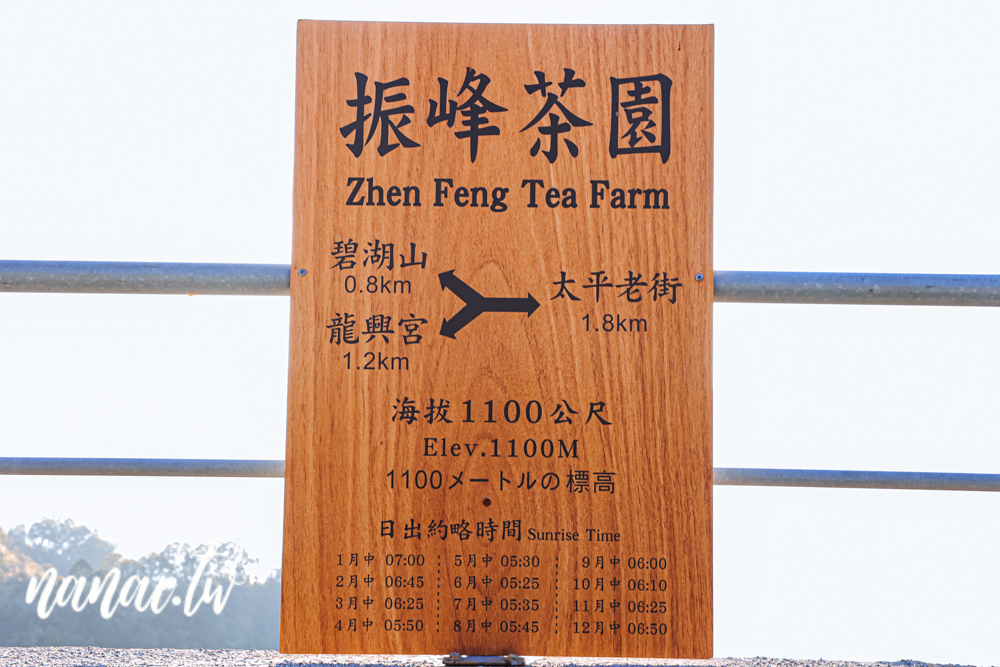 振峰茶園
Zhen Feng Tea Farm
碧湖山
0.8km
龍興宮
1.2km
太平老街
1.8km
海拔1100公尺
Elev.1100M
1100メートルの標高
日出約略時間 Sunrise Time
1月中 07:00 5月中 05:30 9月中 06:00
2月中 06:45 6月中 05:25 10月中 06:10
3月中 06:25 7月中 05:35 11月中 06:25
4月中 05:50 8月中 05:45 12月中 06:50
nanac.tw